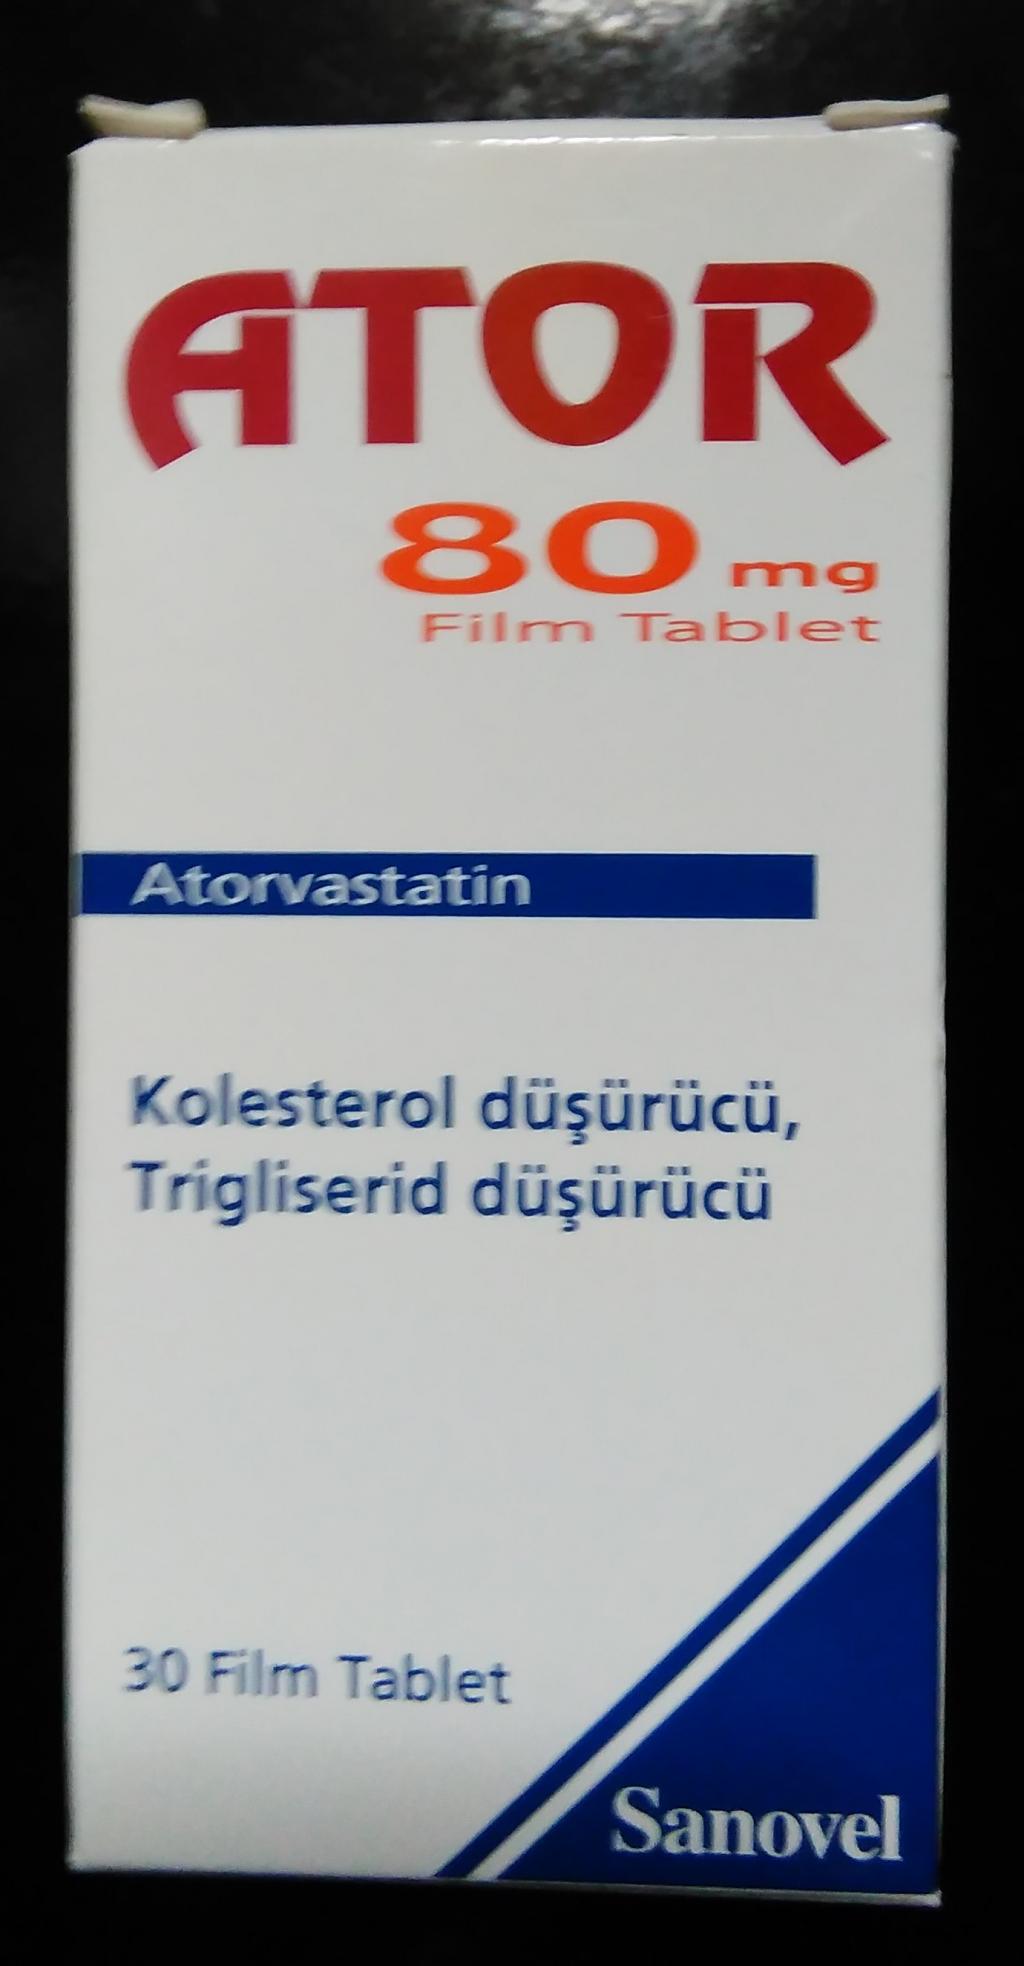 ATOR
80 mg
Film Tablet
Atorvastatin
Kolesterol düşürücü,
Trigliserid düşürücü
30 Film Tablet
Sanovel